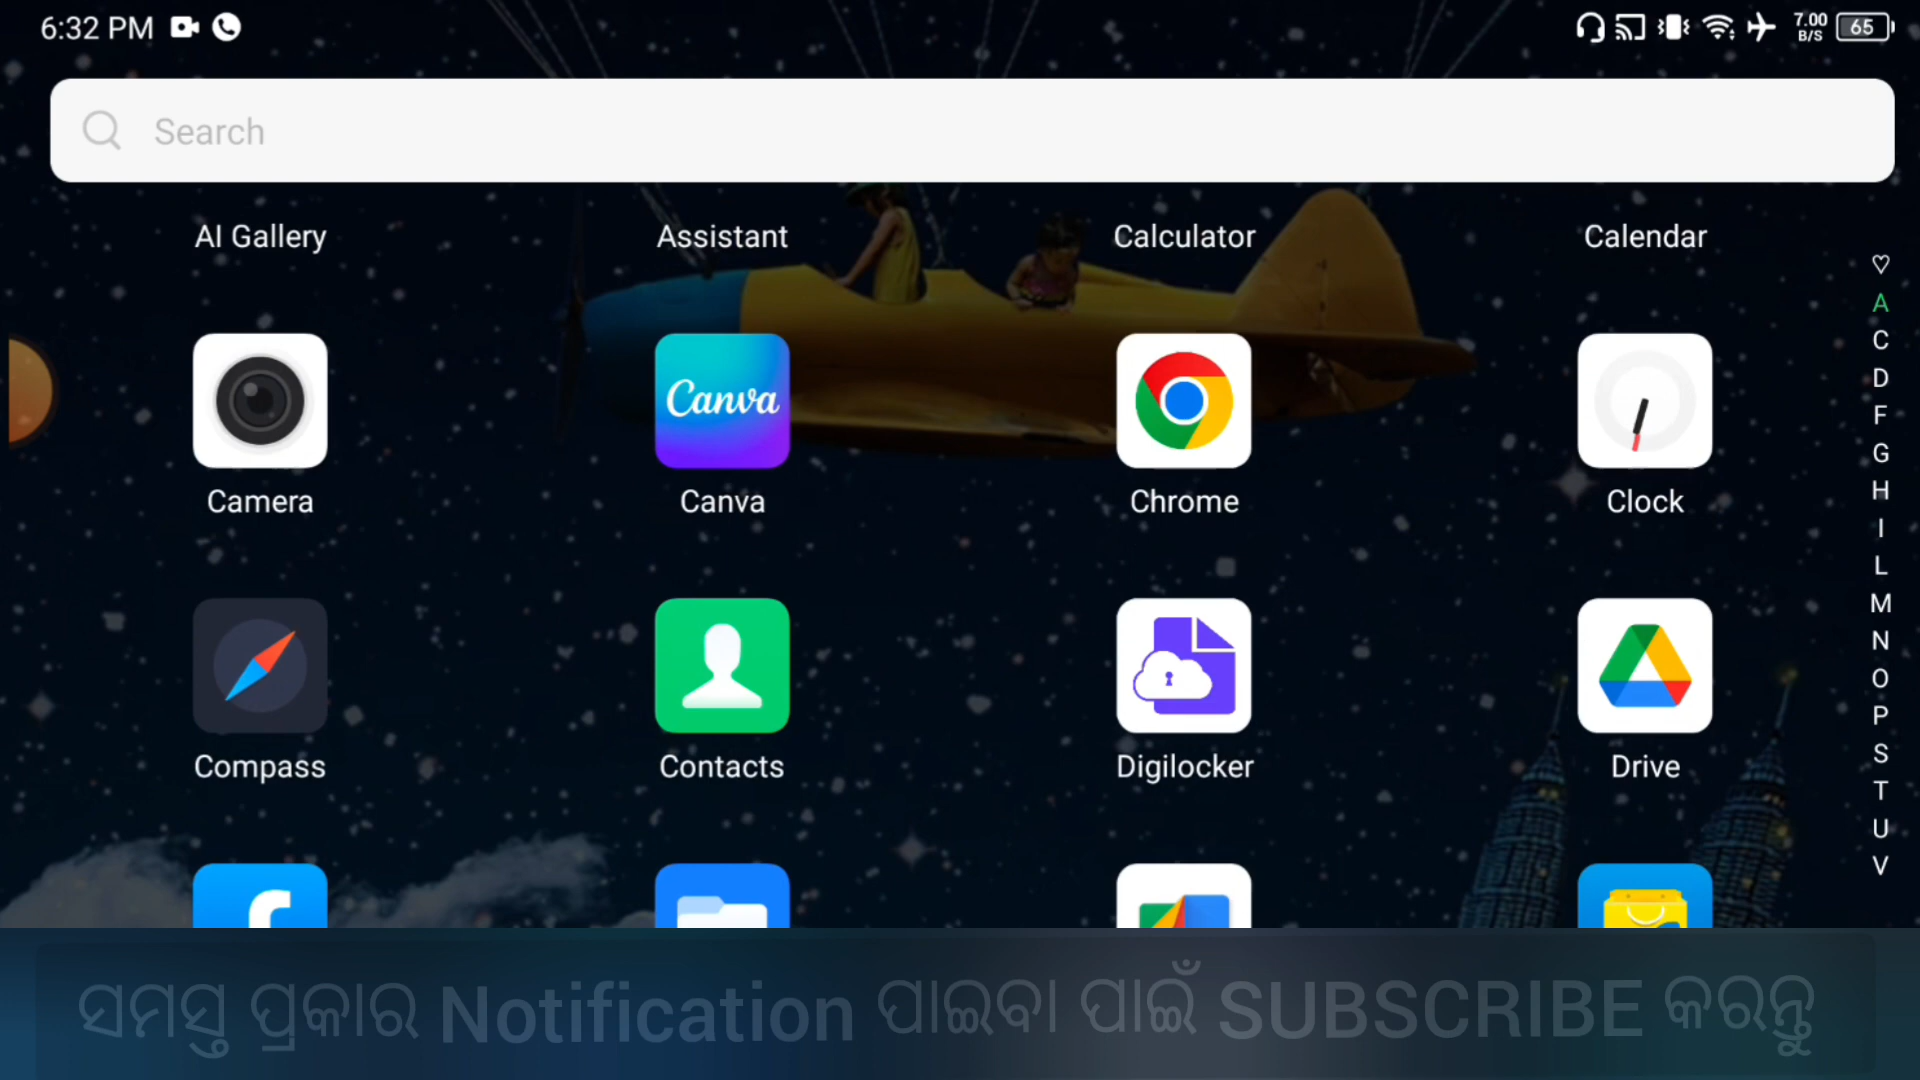 6:32 PM
7.00 B/S
65
Search
AI Gallery Assistant Calculator Calendar
♡
A
C
D
F
G
H
I
L
M
N
O
P
S
T
U
V
Canva
Camera Canva Chrome Clock
Compass Contacts Digilocker Drive
ସମସ୍ତ ପ୍ରକାର Notification ପାଇବା ପାଇଁ SUBSCRIBE କରନ୍ତୁ